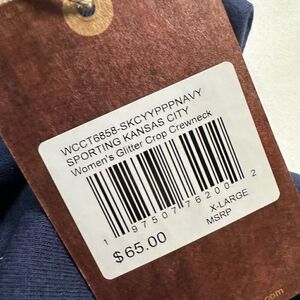 WCCT6858-SKCYYPPPNAVY
SPORTING KANSAS CITY
Women's Glitter Crop Crewneck
1 97507 76200 2
X-LARGE
$65.00
MSRP